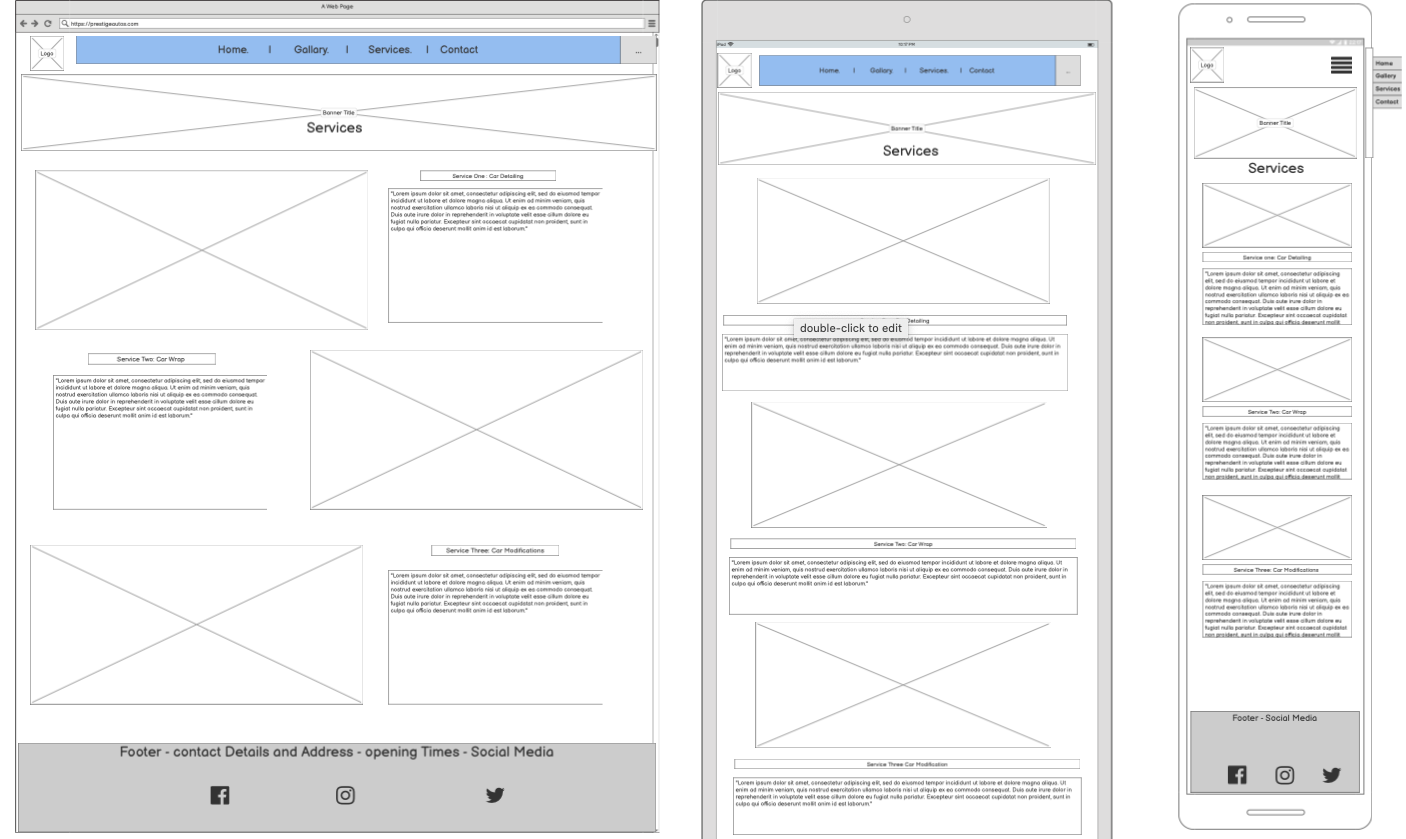 A Web Page
https://prestigeautos.com
Logo
Home. | Gallary. | Services. | Contact
...
Banner Title
Services
Service One : Car Detailing
"Lorem ipsum dolor sit amet, consectetur adipiscing elit, sed do eiusmod tempor
incididunt ut labore et dolore magna aliqua. Ut enim ad minim veniam, quis
nostrud exercitation ullamco laboris nisi ut aliquip ex ea commodo consequat.
Duis aute irure dolor in reprehenderit in voluptate velit esse cillum dolore eu
fugiat nulla pariatur. Excepteur sint occaecat cupidatat non proident, sunt in
culpa qui officia deserunt mollit anim id est laborum."
Service Two: Car Wrap
"Lorem ipsum dolor sit amet, consectetur adipiscing elit, sed do eiusmod tempor
incididunt ut labore et dolore magna aliqua. Ut enim ad minim veniam, quis
nostrud exercitation ullamco laboris nisi ut aliquip ex ea commodo consequat.
Duis aute irure dolor in reprehenderit in voluptate velit esse cillum dolore eu
fugiat nulla pariatur. Excepteur sint occaecat cupidatat non proident, sunt in
culpa qui officia deserunt mollit anim id est laborum."
Service Three: Car Modifications
"Lorem ipsum dolor sit amet, consectetur adipiscing elit, sed do eiusmod tempor
incididunt ut labore et dolore magna aliqua. Ut enim ad minim veniam, quis
nostrud exercitation ullamco laboris nisi ut aliquip ex ea commodo consequat.
Duis aute irure dolor in reprehenderit in voluptate velit esse cillum dolore eu
fugiat nulla pariatur. Excepteur sint occaecat cupidatat non proident, sunt in
culpa qui officia deserunt mollit anim id est laborum."
Footer - contact Details and Address - opening Times - Social Media
iPad
Logo
Home. | Gallary. | Services. | Contact
...
Banner Title
Services
Detailing
double-click to edit
"Lorem ipsum dolor sit amet, consectetur adipiscing elit, sed do eiusmod tempor incididunt ut labore et dolore magna aliqua. Ut
enim ad minim veniam, quis nostrud exercitation ullamco laboris nisi ut aliquip ex ea commodo consequat. Duis aute irure dolor in
reprehenderit in voluptate velit esse cillum dolore eu fugiat nulla pariatur. Excepteur sint occaecat cupidatat non proident, sunt in
culpa qui officia deserunt mollit anim id est laborum."
Service Two: Car Wrap
"Lorem ipsum dolor sit amet, consectetur adipiscing elit, sed do eiusmod tempor incididunt ut labore et dolore magna aliqua. Ut
enim ad minim veniam, quis nostrud exercitation ullamco laboris nisi ut aliquip ex ea commodo consequat. Duis aute irure dolor in
reprehenderit in voluptate velit esse cillum dolore eu fugiat nulla pariatur. Excepteur sint occaecat cupidatat non proident, sunt in
culpa qui officia deserunt mollit anim id est laborum."
Service Three Car Modification
"Lorem ipsum dolor sit amet, consectetur adipiscing elit, sed do eiusmod tempor incididunt ut labore et dolore magna aliqua. Ut
enim ad minim veniam, quis nostrud exercitation ullamco laboris nisi ut aliquip ex ea commodo consequat. Duis aute irure dolor in
reprehenderit in voluptate velit esse cillum dolore eu fugiat nulla pariatur. Excepteur sint occaecat cupidatat non proident, sunt in
culpa qui officia deserunt mollit anim id est laborum."
Logo
Home
Gallery
Services
Contact
Banner Title
Services
Service one: Car Detailing
"Lorem ipsum dolor sit amet, consectetur adipiscing
elit, sed do eiusmod tempor incididunt ut labore et
dolore magna aliqua. Ut enim ad minim veniam, quis
nostrud exercitation ullamco laboris nisi ut aliquip ex ea
commodo consequat. Duis aute irure dolor in
reprehenderit in voluptate velit esse cillum dolore eu
fugiat nulla pariatur. Excepteur sint occaecat cupidatat
non proident, sunt in culpa qui officia deserunt mollit
Service Two: Car Wrap
"Lorem ipsum dolor sit amet, consectetur adipiscing
elit, sed do eiusmod tempor incididunt ut labore et
dolore magna aliqua. Ut enim ad minim veniam, quis
nostrud exercitation ullamco laboris nisi ut aliquip ex ea
commodo consequat. Duis aute irure dolor in
reprehenderit in voluptate velit esse cillum dolore eu
fugiat nulla pariatur. Excepteur sint occaecat cupidatat
non proident, sunt in culpa qui officia deserunt mollit
Service Three: Car Modifications
"Lorem ipsum dolor sit amet, consectetur adipiscing
elit, sed do eiusmod tempor incididunt ut labore et
dolore magna aliqua. Ut enim ad minim veniam, quis
nostrud exercitation ullamco laboris nisi ut aliquip ex ea
commodo consequat. Duis aute irure dolor in
reprehenderit in voluptate velit esse cillum dolore eu
fugiat nulla pariatur. Excepteur sint occaecat cupidatat
non proident, sunt in culpa qui officia deserunt mollit
Footer - Social Media